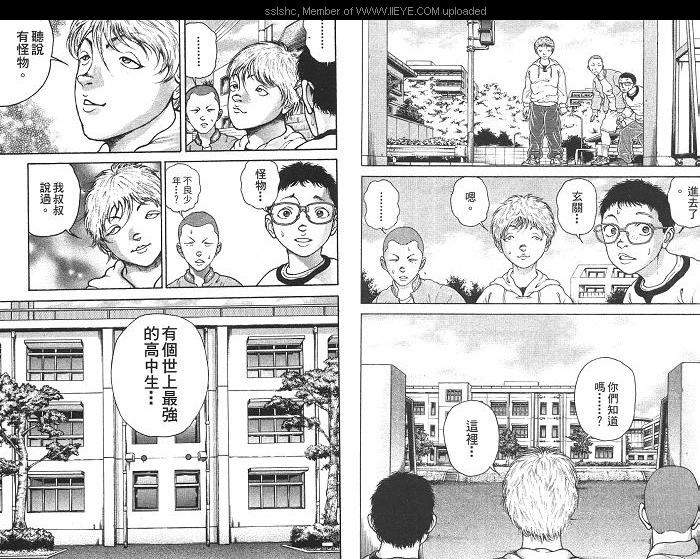 sslshc, Member of WWW.IIEYE.COM uploaded
進去了
。
玄關…
嗯。
……
你們知道
嗎……？
這裡…
……
……
聽說
有怪物。
怪物…
不良少
年…？
我叔叔
說過。
有個世上最強
的高中生…